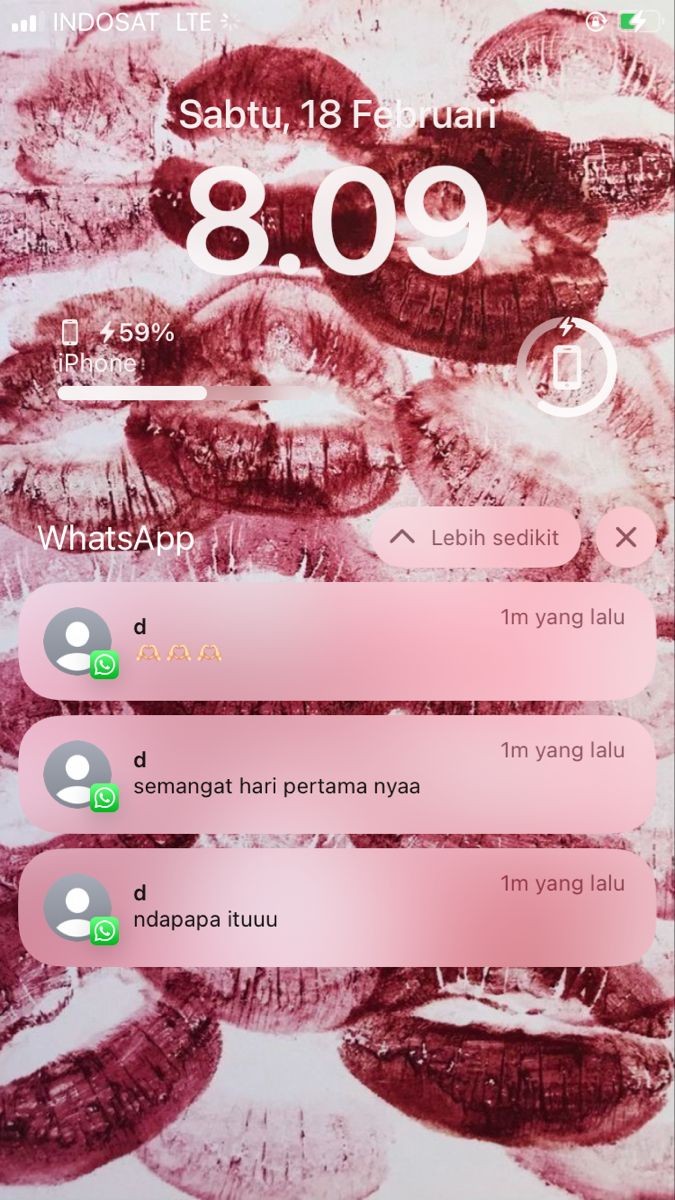 INDOSAT LTE
Sabtu, 18 Februari
8.09
59%
iPhone
WhatsApp
Lebih sedikit
d
1m yang lalu
🫶🏻🫶🏻🫶🏻
d
1m yang lalu
semangat hari pertama nyaa
d
1m yang lalu
ndapapa ituuu